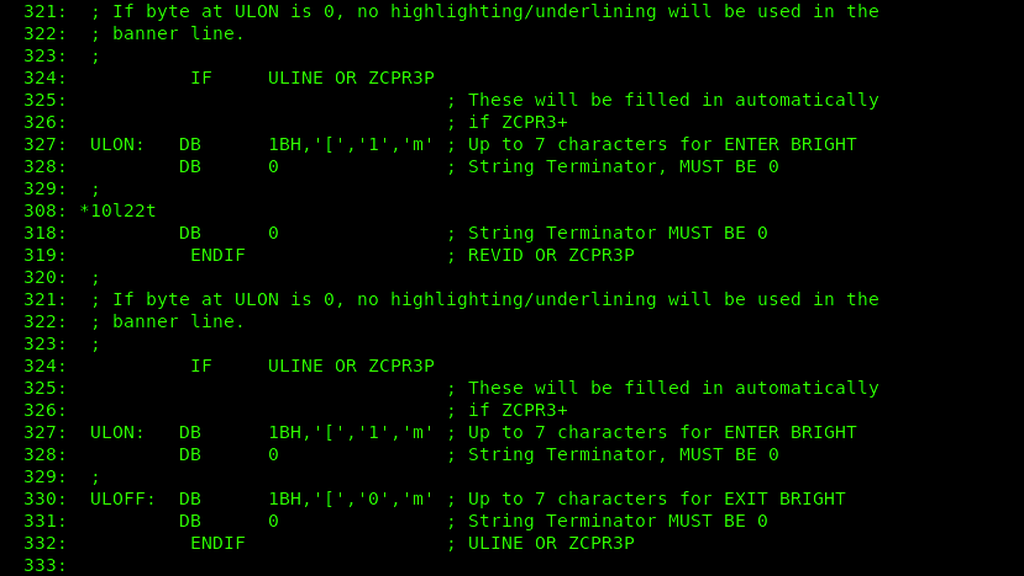 321:  ; If byte at ULON is 0, no highlighting/underlining will be used in the
322:  ; banner line.
323:  ;
324:           IF     ULINE OR ZCPR3P
325:                                  ; These will be filled in automatically
326:                                  ; if ZCPR3+
327:  ULON:   DB      1BH,'[','1','m' ; Up to 7 characters for ENTER BRIGHT
328:          DB      0               ; String Terminator, MUST BE 0
329:  ;
308: *10l22t
318:          DB      0               ; String Terminator MUST BE 0
319:           ENDIF                  ; REVID OR ZCPR3P
320:  ;
321:  ; If byte at ULON is 0, no highlighting/underlining will be used in the
322:  ; banner line.
323:  ;
324:           IF     ULINE OR ZCPR3P
325:                                  ; These will be filled in automatically
326:                                  ; if ZCPR3+
327:  ULON:   DB      1BH,'[','1','m' ; Up to 7 characters for ENTER BRIGHT
328:          DB      0               ; String Terminator, MUST BE 0
329:  ;
330:  ULOFF:  DB      1BH,'[','0','m' ; Up to 7 characters for EXIT BRIGHT
331:          DB      0               ; String Terminator MUST BE 0
332:           ENDIF                  ; ULINE OR ZCPR3P
333: